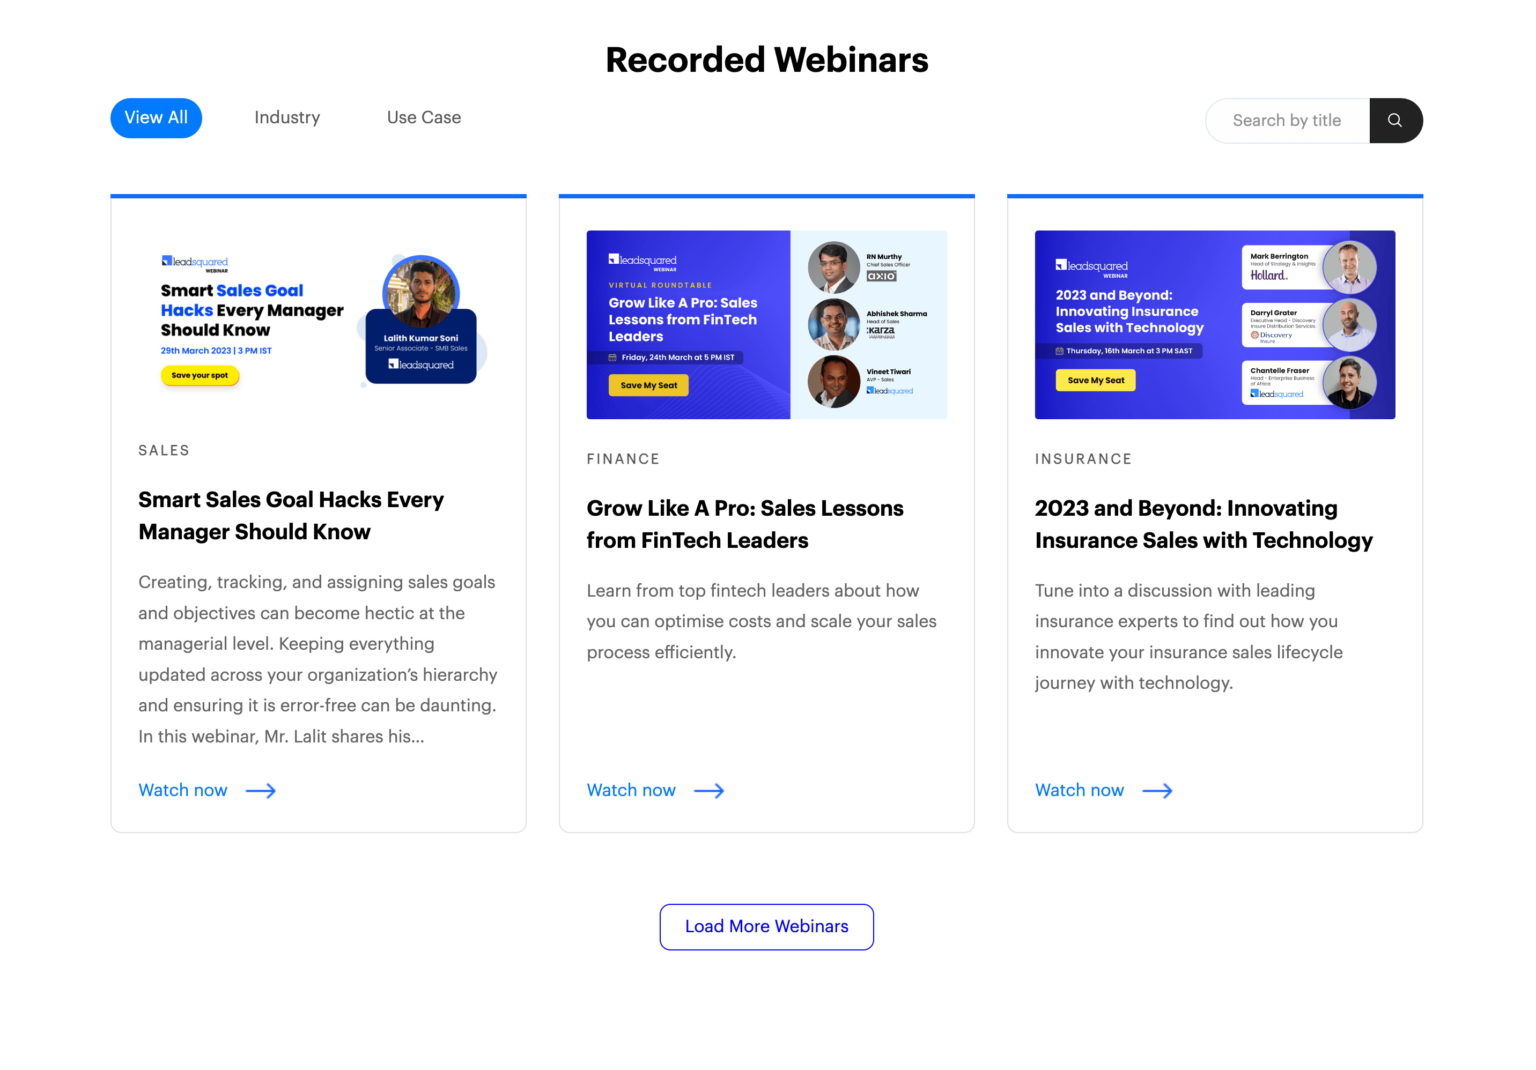 Recorded Webinars
View All
Industry
Use Case
Search by title
leadsquared
WEBINAR
Smart Sales Goal
Hacks Every Manager
Should Know
29th March 2023 | 3 PM IST
Save your spot
Lalith Kumar Soni
Senior Associate - SMB Sales
leadsquared
SALES
Smart Sales Goal Hacks Every
Manager Should Know
Creating, tracking, and assigning sales goals
and objectives can become hectic at the
managerial level. Keeping everything
updated across your organization’s hierarchy
and ensuring it is error-free can be daunting.
In this webinar, Mr. Lalit shares his...
Watch now
leadsquared
WEBINAR
VIRTUAL ROUNDTABLE
Grow Like A Pro: Sales
Lessons from FinTech
Leaders
Friday, 24th March at 5 PM IST
Save My Seat
RN Murthy
Chief Sales Officer
axio
Abhishek Sharma
Head of Sales
KARZA
Vineet Tiwari
AVP - Sales
leadsquared
FINANCE
Grow Like A Pro: Sales Lessons
from FinTech Leaders
Learn from top fintech leaders about how
you can optimise costs and scale your sales
process efficiently.
Watch now
leadsquared
WEBINAR
2023 and Beyond:
Innovating Insurance
Sales with Technology
Thursday, 16th March at 3 PM SAST
Save My Seat
Mark Berrington
Head of Strategy & Insights
Hollard.
Darryl Grater
Executive Head - Discovery
Insure Distribution Services
Discovery
Insure
Chantelle Fraser
Head - Enterprise Business
of Africa
leadsquared
INSURANCE
2023 and Beyond: Innovating
Insurance Sales with Technology
Tune into a discussion with leading
insurance experts to find out how you
innovate your insurance sales lifecycle
journey with technology.
Watch now
Load More Webinars